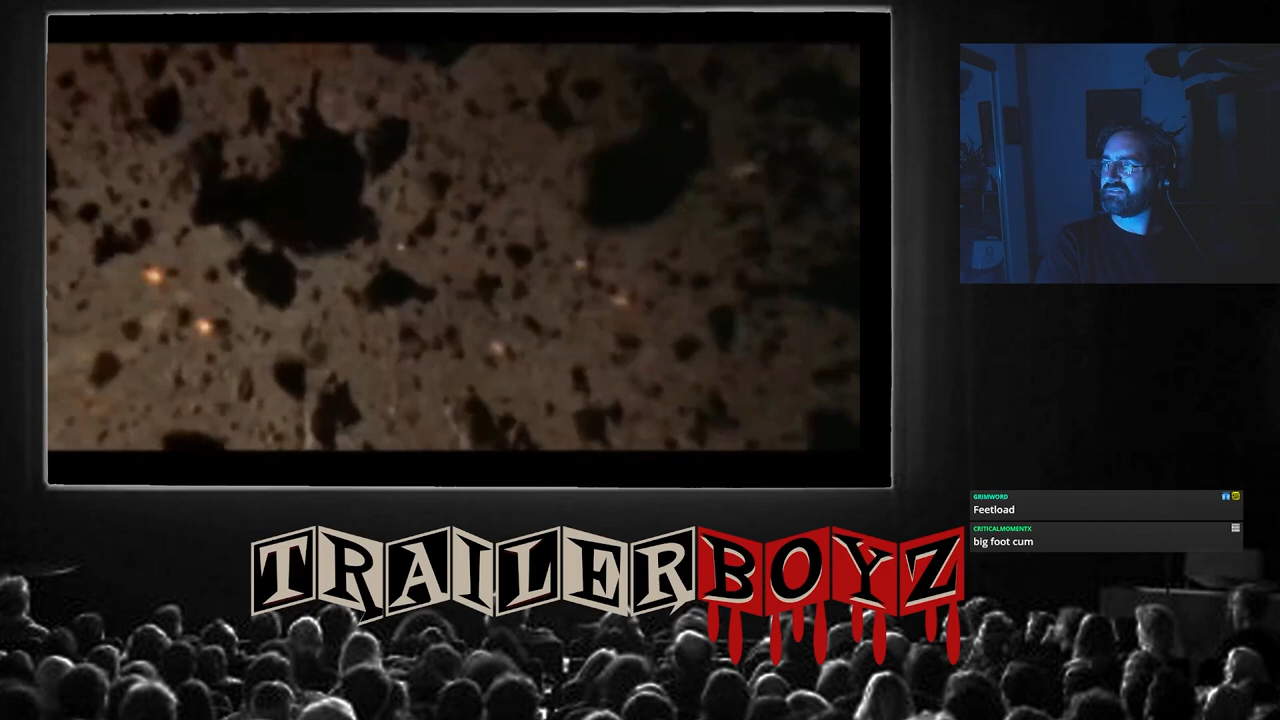 GRIMWORD
Feetload
CRITICALMOMENTX
big foot cum
TRAILERBOYZ